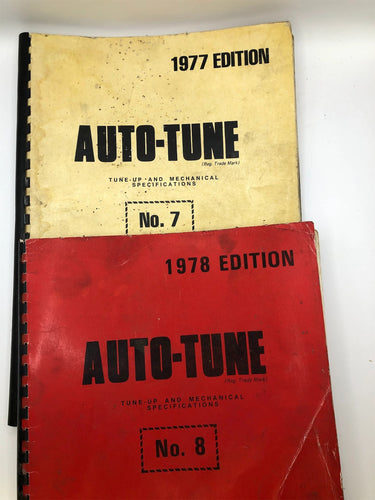 1977 EDITION
AUTO-TUNE
(Reg. Trade Mark)
TUNE-UP AND MECHANICAL
SPECIFICATIONS
No. 7
1978 EDITION
AUTO-TUNE
(Reg. Trade Mark)
TUNE-UP AND MECHANICAL
SPECIFICATIONS
No. 8